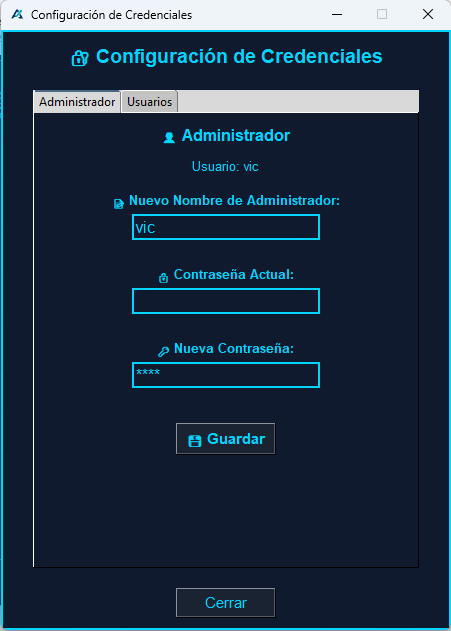 Configuración de Credenciales
Configuración de Credenciales
Administrador Usuarios
Administrador
Usuario: vic
Nuevo Nombre de Administrador:
vic
Contraseña Actual:
Nueva Contraseña:
****
Guardar
Cerrar